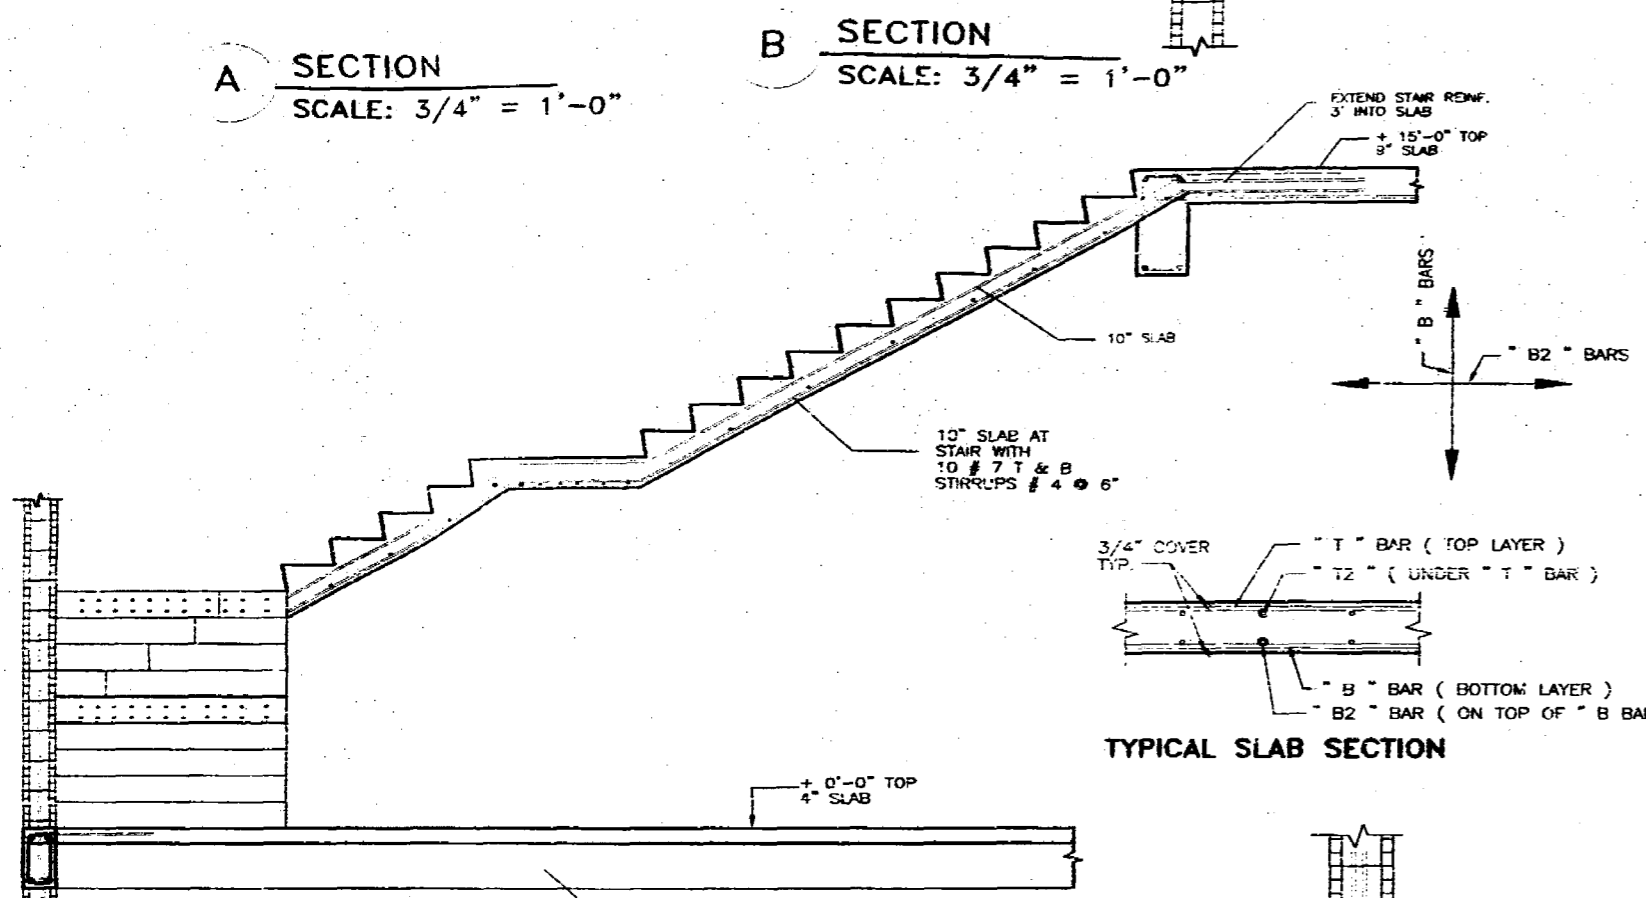 A
SECTION
SCALE: 3/4" = 1'-0"
B
SECTION
SCALE: 3/4" = 1'-0"
EXTEND STAIR REINF.
3' INTO SLAB
+ 15'-0" TOP
9" SLAB
10" SLAB
" B " BARS
" B2 " BARS
10" SLAB AT
STAIR WITH
10 # 7 T & B
STIRRUPS # 4 @ 6"
3/4" COVER
TYP.
" T " BAR ( TOP LAYER )
" T2 " ( UNDER " T " BAR )
" B " BAR ( BOTTOM LAYER )
" B2 " BAR ( ON TOP OF " B BA
TYPICAL SLAB SECTION
+ 0'-0" TOP
4" SLAB